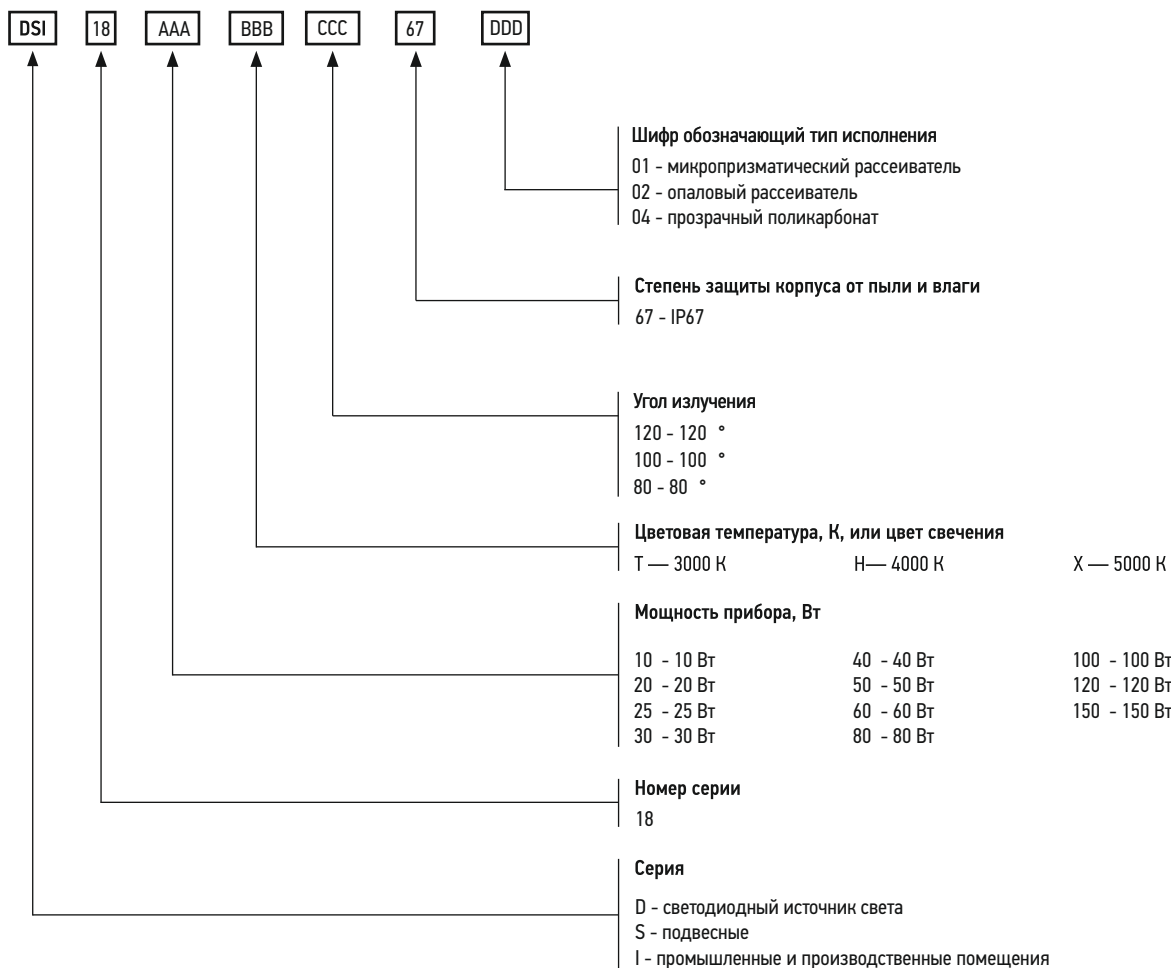 DSI 18 AAA BBB CCC 67 DDD
Шифр обозначающий тип исполнения
01 - микропризматический рассеиватель
02 - опаловый рассеиватель
04 - прозрачный поликарбонат
Степень защиты корпуса от пыли и влаги
67 - IP67
Угол излучения
120 - 120 °
100 - 100 °
80 - 80 °
Цветовая температура, К, или цвет свечения
Т — 3000 К Н— 4000 К Х — 5000 К
Мощность прибора, Вт
10 - 10 Вт 40 - 40 Вт 100 - 100 Вт
20 - 20 Вт 50 - 50 Вт 120 - 120 Вт
25 - 25 Вт 60 - 60 Вт 150 - 150 Вт
30 - 30 Вт 80 - 80 Вт
Номер серии
18
Серия
D - светодиодный источник света
S - подвесные
I - промышленные и производственные помещения